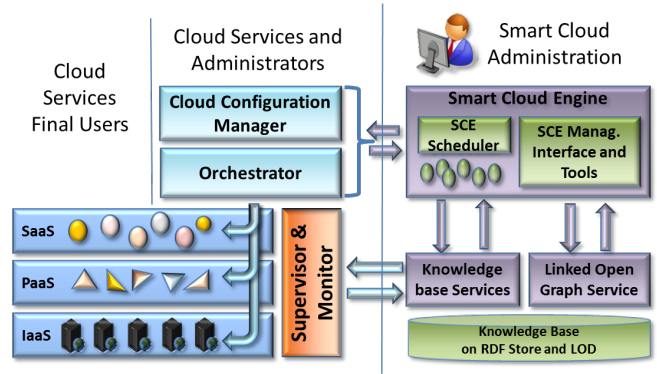 Cloud
Services
Final Users
Cloud Services and
Administrators
Smart Cloud
Administration
Cloud Configuration
Manager
Orchestrator
Smart Cloud Engine
SCE
Scheduler
SCE Manag.
Interface and
Tools
SaaS
PaaS
IaaS
Supervisor &
Monitor
Knowledge
base Services
Linked Open
Graph Service
Knowledge Base
on RDF Store and LOD